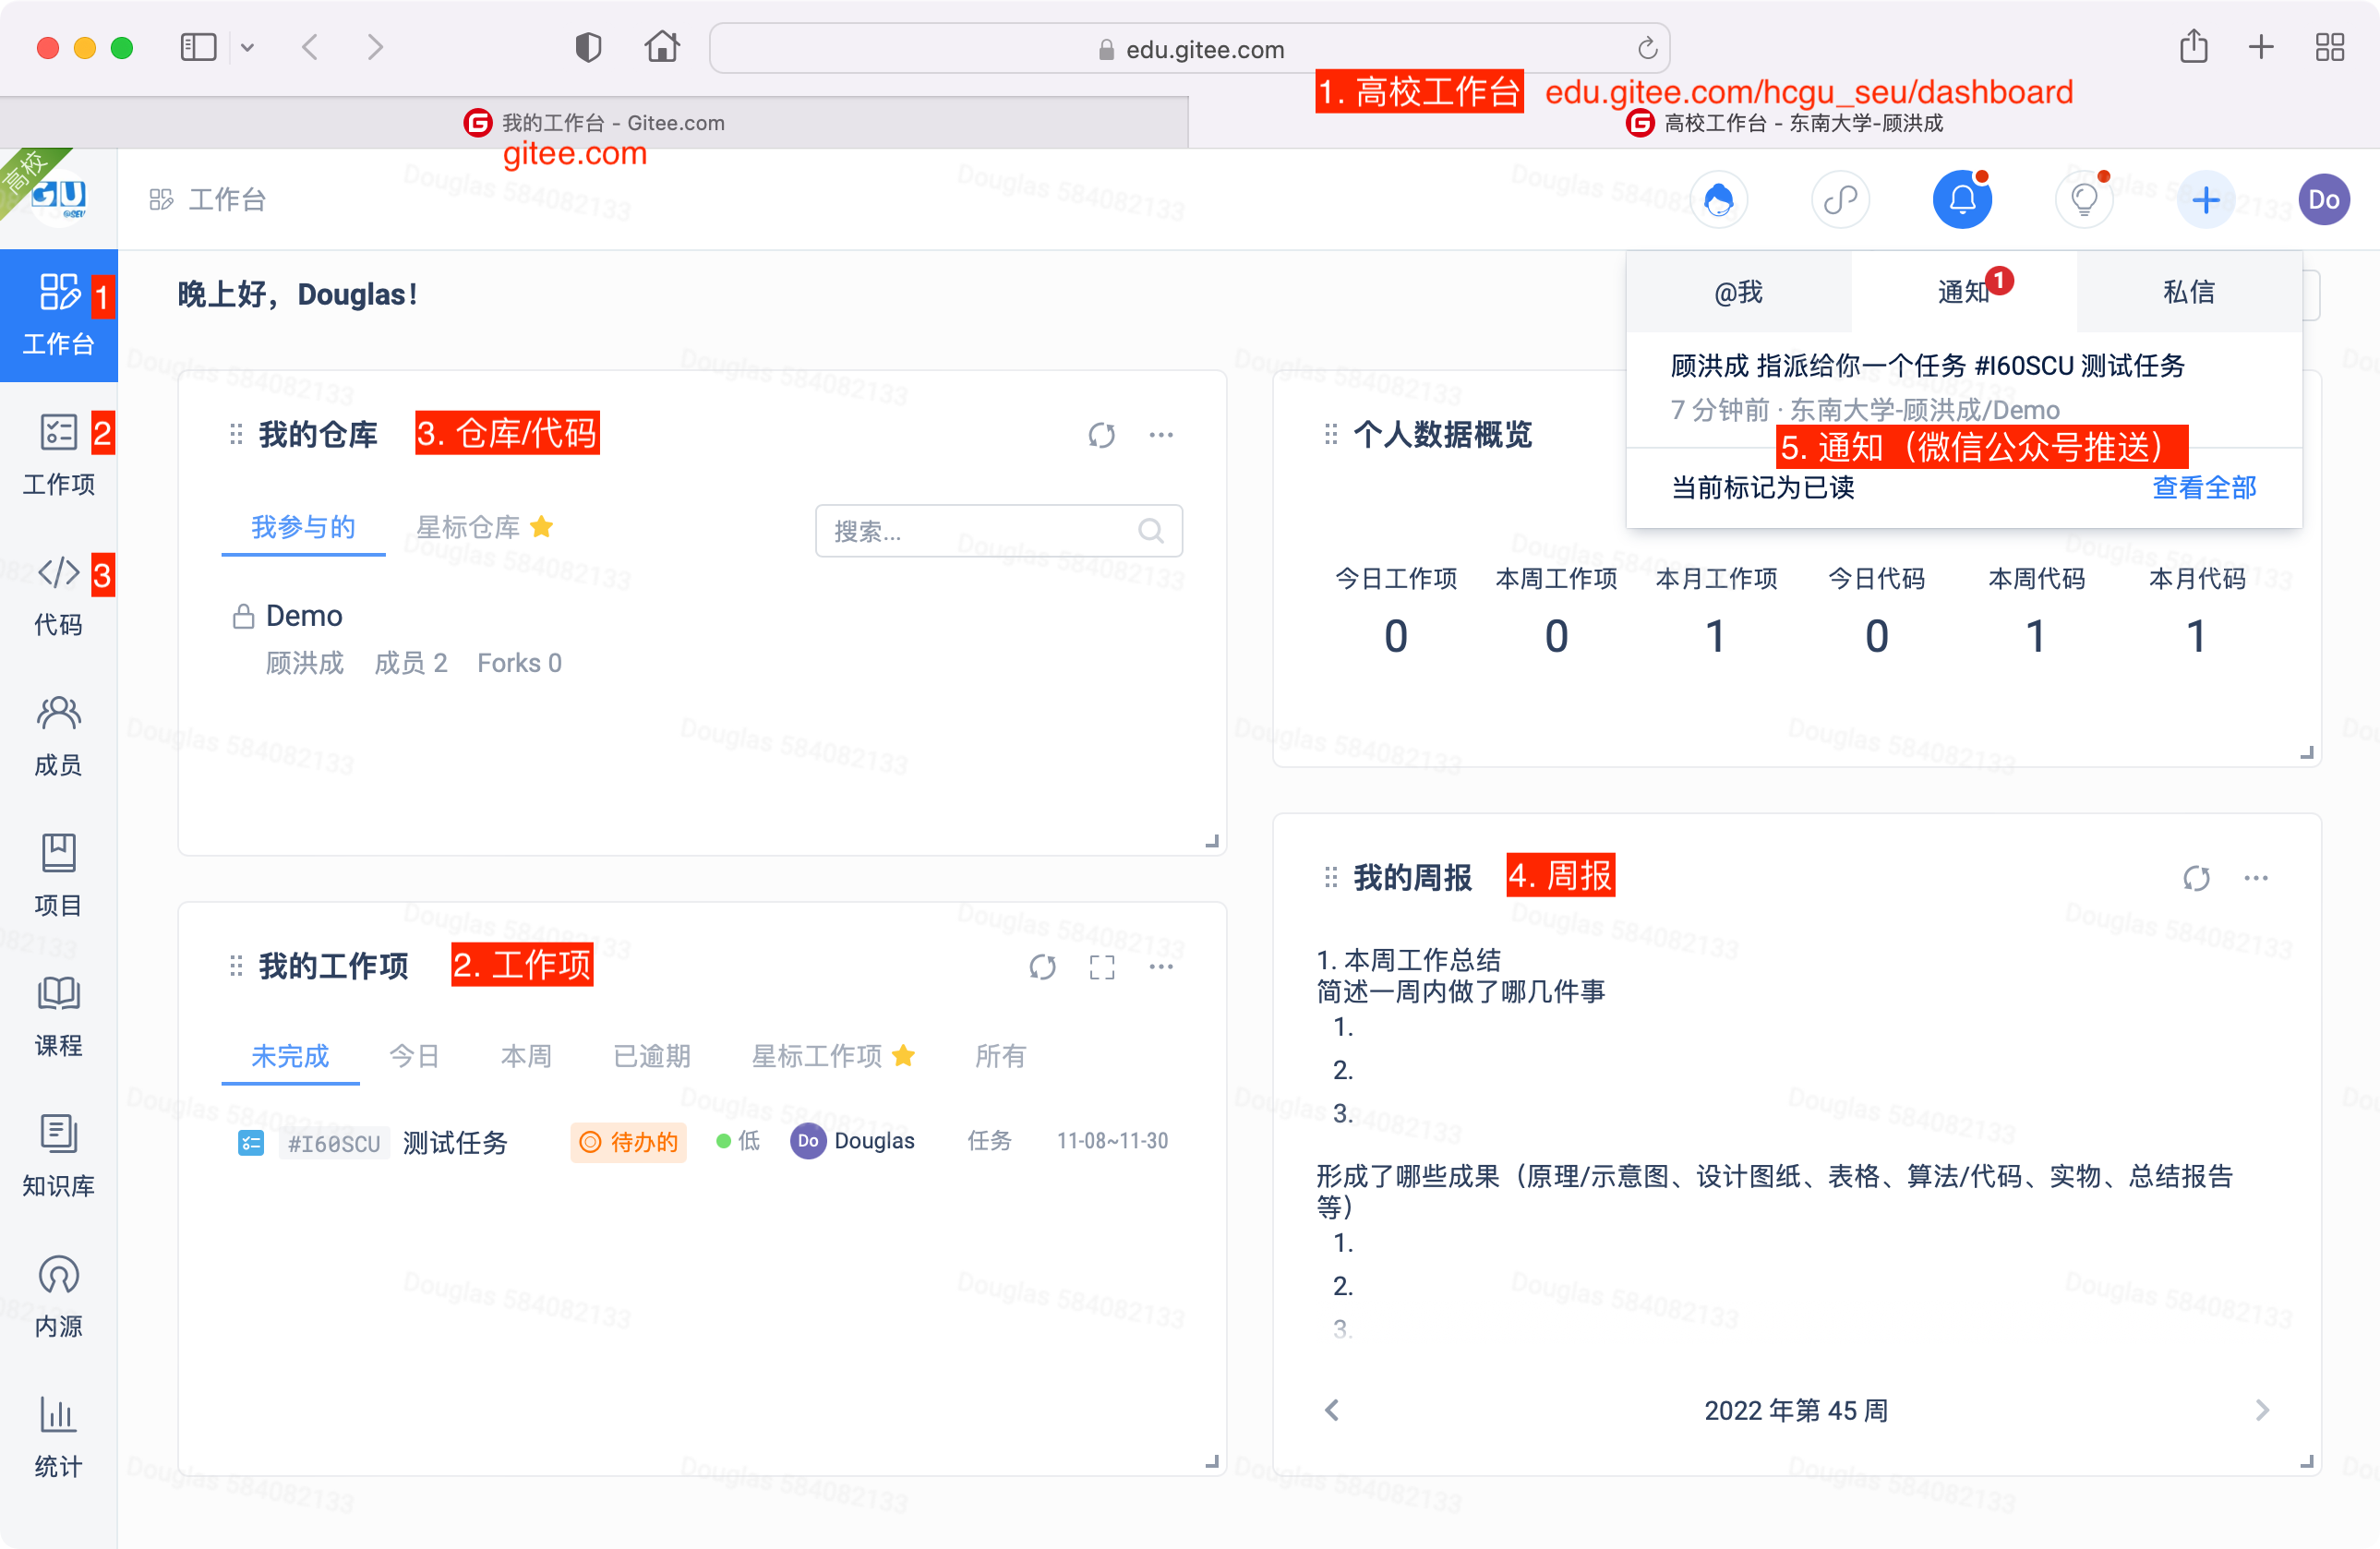 edu.gitee.com
1. 高校工作台 edu.gitee.com/hcgu_seu/dashboard
我的工作台 - Gitee.com
高校工作台 - 东南大学-顾洪成
gitee.com
高校
GU
@SEU
工作台
Do
晚上好，Douglas！
@我
通知 1
私信
顾洪成 指派给你一个任务 #I60SCU 测试任务
7 分钟前 · 东南大学-顾洪成/Demo
5. 通知（微信公众号推送）
当前标记为已读
查看全部
工作台 1
工作项 2
代码 3
成员
项目
课程
知识库
内源
统计
我的仓库 3. 仓库/代码
我参与的 星标仓库
搜索...
Demo
顾洪成 成员 2 Forks 0
个人数据概览
今日工作项 本周工作项 本月工作项 今日代码 本周代码 本月代码
0 0 1 0 1 1
我的工作项 2. 工作项
未完成 今日 本周 已逾期 星标工作项 所有
#I60SCU 测试任务 待办的 低 Do Douglas 任务 11-08~11-30
我的周报 4. 周报
1. 本周工作总结
简述一周内做了哪几件事
1.
2.
3.
形成了哪些成果（原理/示意图、设计图纸、表格、算法/代码、实物、总结报告
等）
1.
2.
3.
2022 年第 45 周
Douglas 584082133